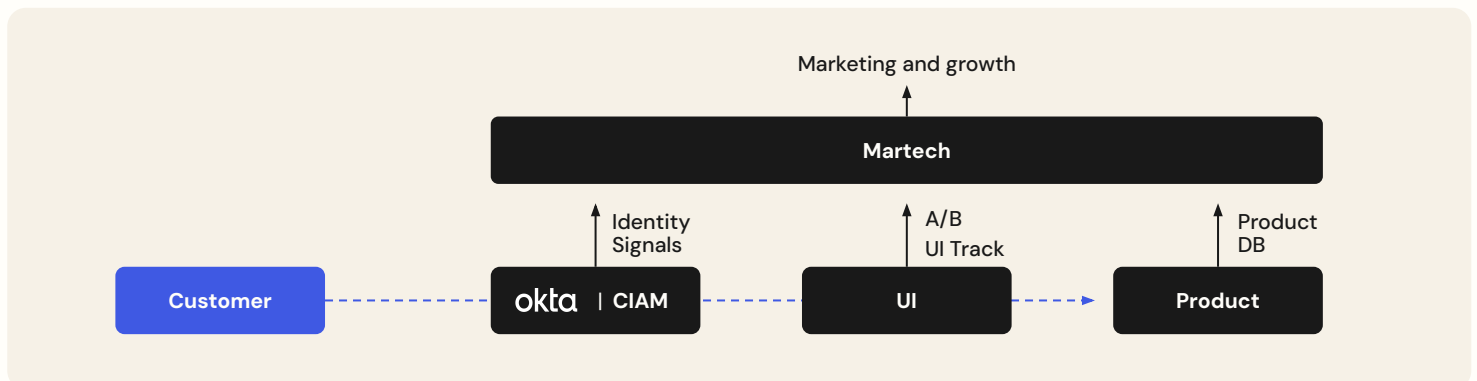 Marketing and growth
Martech
Identity
Signals
A/B
UI Track
Product
DB
Customer
okta | CIAM
UI
Product